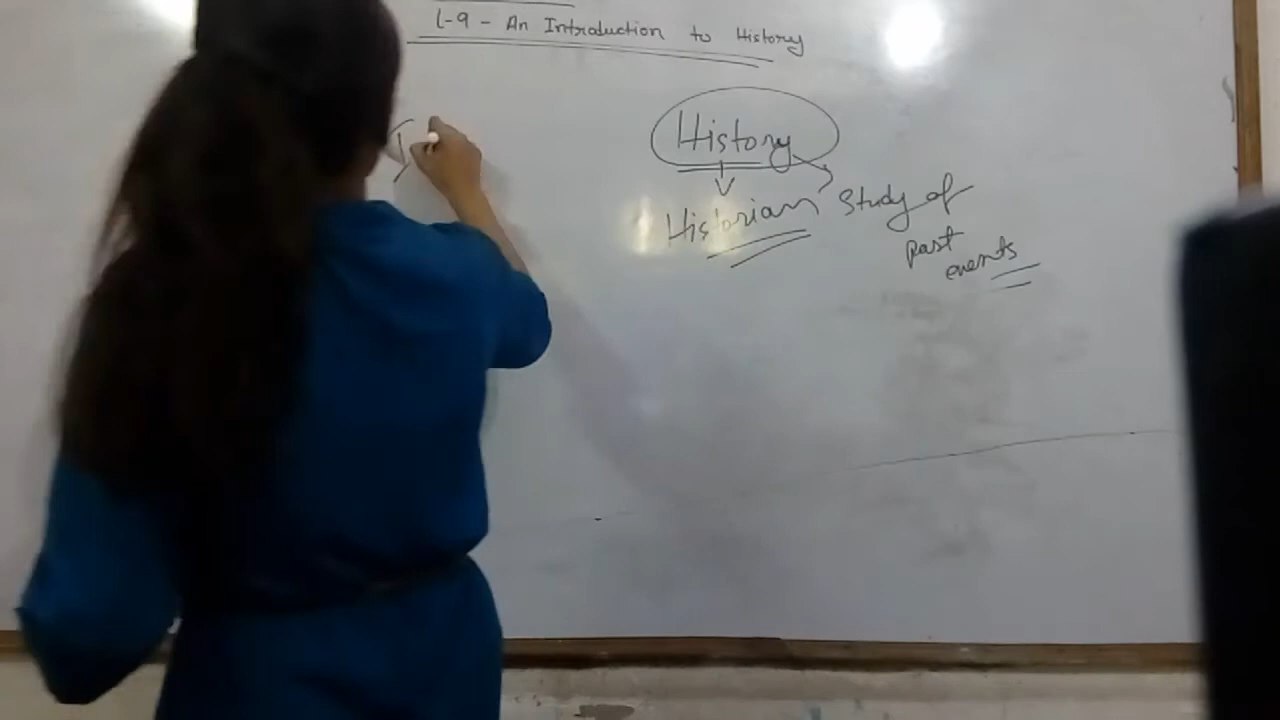 L-9 - An Introduction to History
History
Historian
Study of
past
events